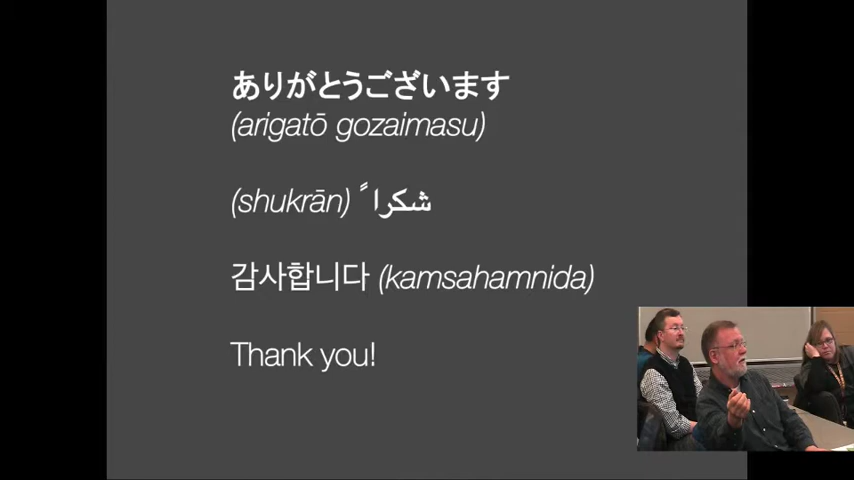 ありがとうございます
(arigatō gozaimasu)
(shukrān) شكرا ً
감사합니다 (kamsahamnida)
Thank you!